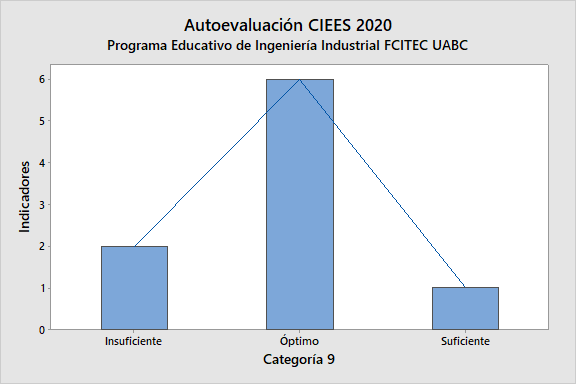 Autoevaluación CIEES 2020
Programa Educativo de Ingeniería Industrial FCITEC UABC
Indicadores
6
5
4
3
2
1
0
Insuficiente
Óptimo
Suficiente
Categoría 9